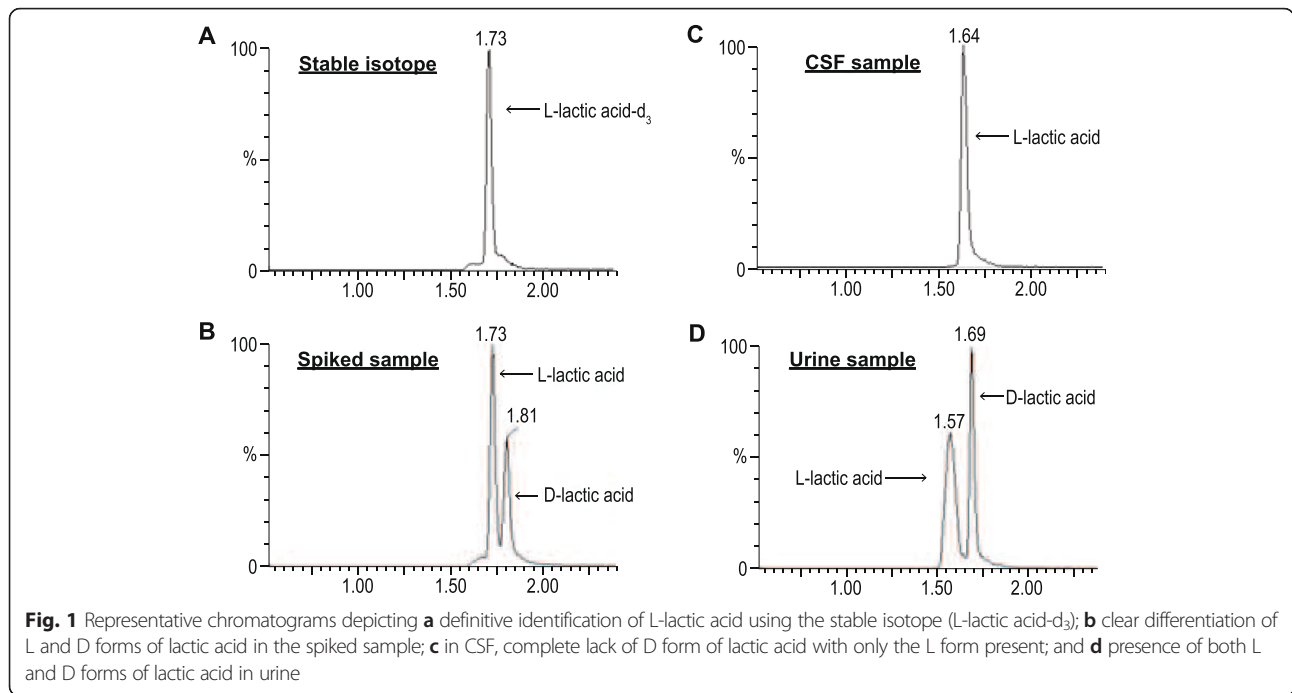 A
Stable isotope
1.73
100
%
0
L-lactic acid-d₃
1.00 1.50 2.00
C
CSF sample
1.64
100
%
0
L-lactic acid
1.00 1.50 2.00
B
Spiked sample
1.73
100
%
0
L-lactic acid
1.81
D-lactic acid
1.00 1.50 2.00
D
Urine sample
1.69
100
%
0
D-lactic acid
1.57
L-lactic acid
1.00 1.50 2.00
Fig. 1 Representative chromatograms depicting a definitive identification of L-lactic acid using the stable isotope (L-lactic acid-d₃); b clear differentiation of
L and D forms of lactic acid in the spiked sample; c in CSF, complete lack of D form of lactic acid with only the L form present; and d presence of both L
and D forms of lactic acid in urine